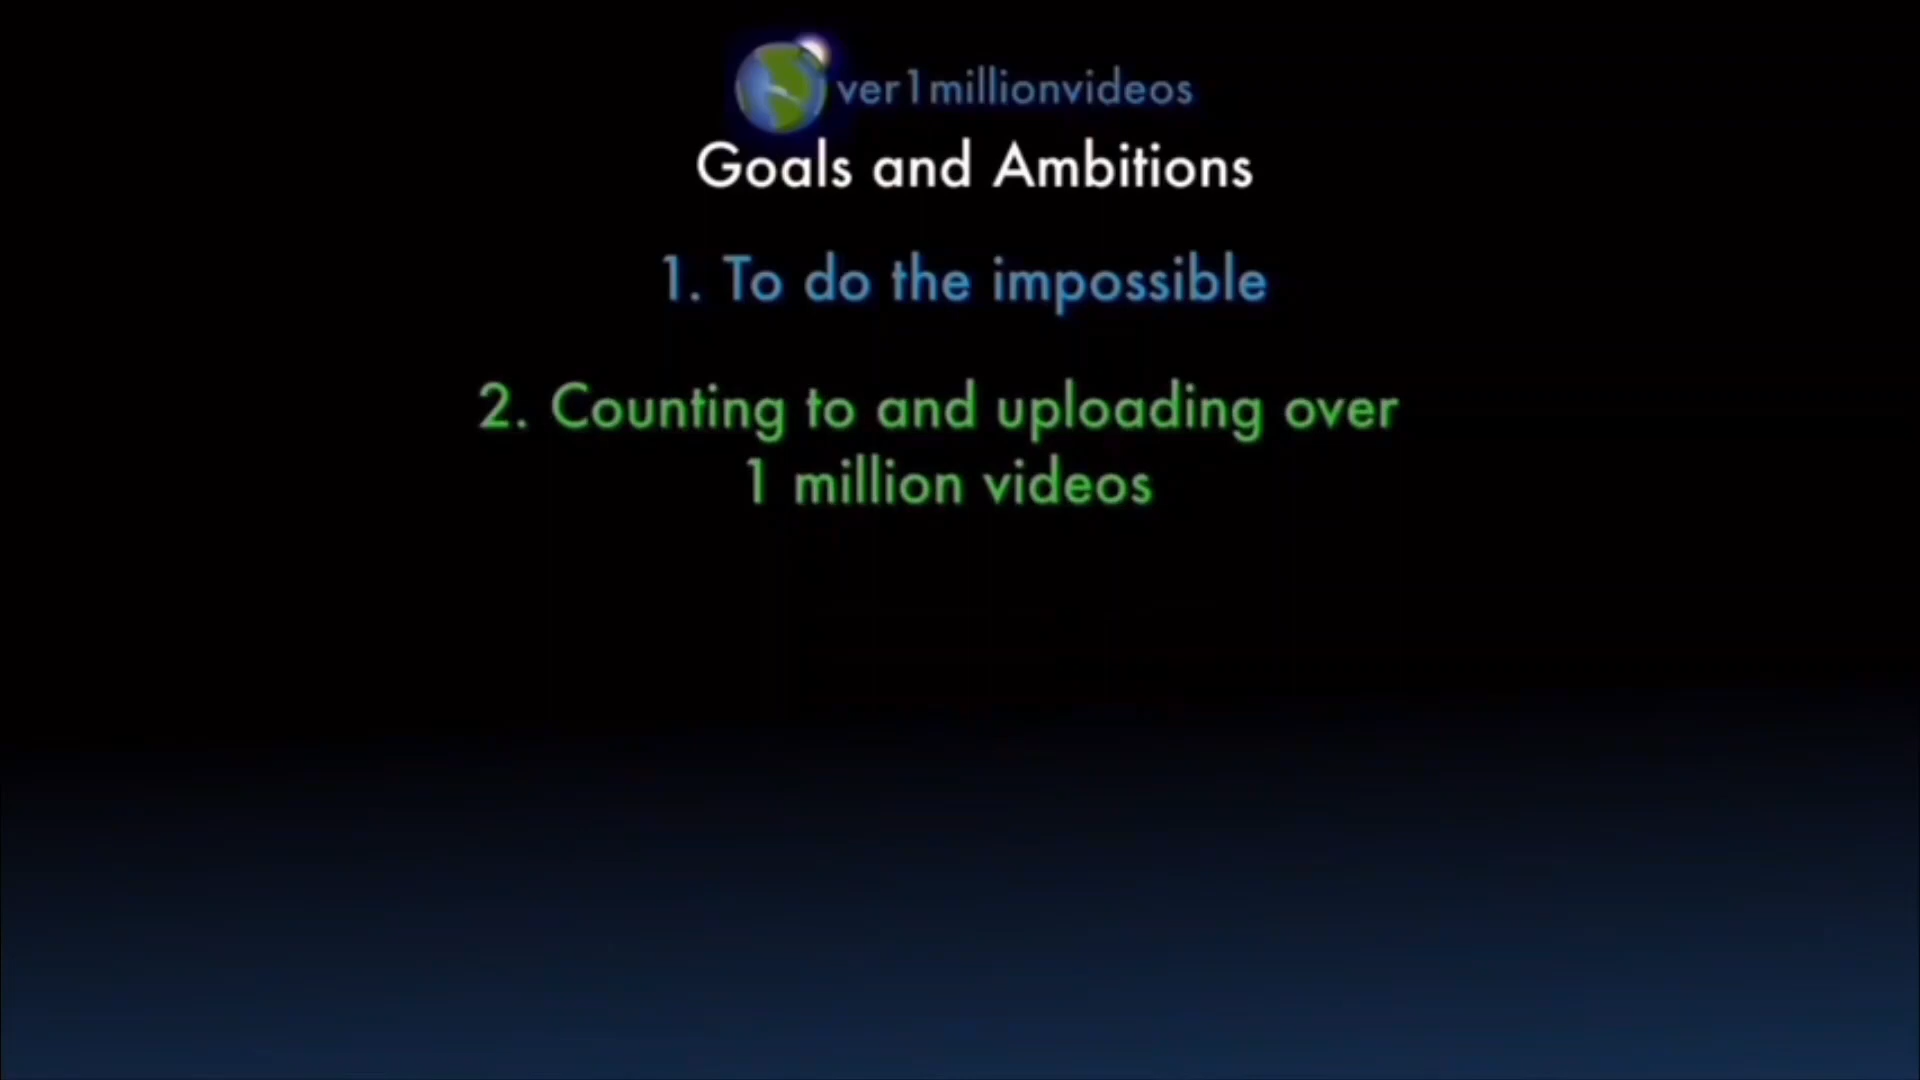 ver1millionvideos
Goals and Ambitions
1. To do the impossible
2. Counting to and uploading over
1 million videos